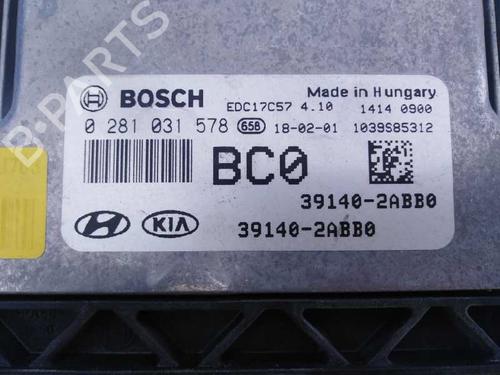 B-PARTS
BOSCH EDC17C57 4.10 Made in Hungary
1414 0900
0 281 031 578 658 18-02-01 1039S85312
BC0
39140-2ABB0
KIA 39140-2ABB0